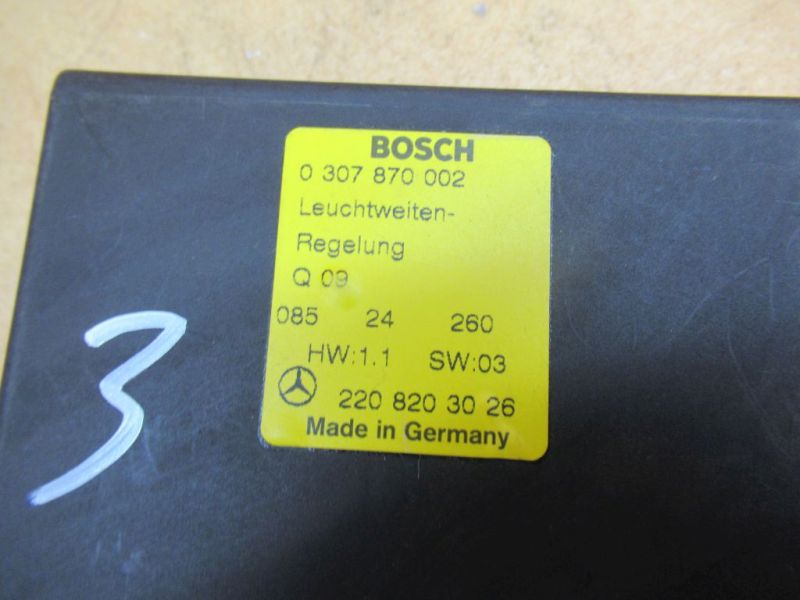 BOSCH
0 307 870 002
Leuchtweiten-
Regelung
Q 09
085 24 260
HW:1.1 SW:03
220 820 30 26
Made in Germany
3